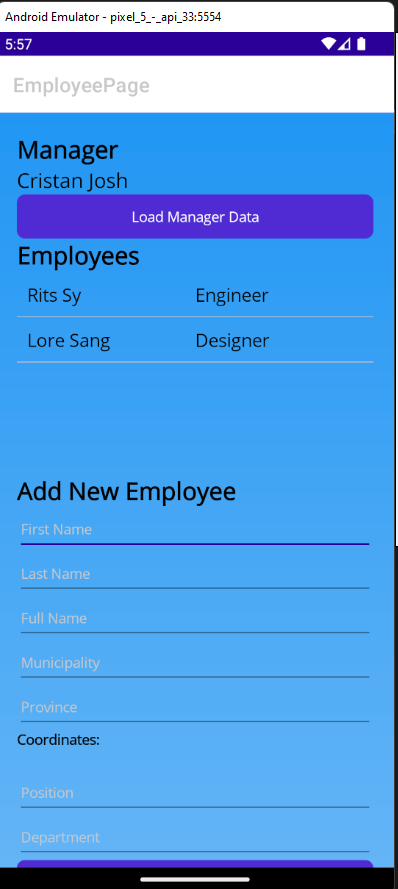 Android Emulator - pixel_5_-_api_33:5554
5:57
EmployeePage
Manager
Cristan Josh
Load Manager Data
Employees
Rits Sy Engineer
Lore Sang Designer
Add New Employee
First Name
Last Name
Full Name
Municipality
Province
Coordinates:
Position
Department